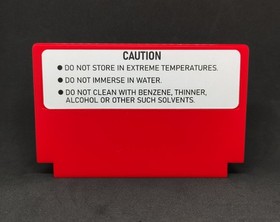 CAUTION
● DO NOT STORE IN EXTREME TEMPERATURES.
● DO NOT IMMERSE IN WATER.
● DO NOT CLEAN WITH BENZENE, THINNER,
ALCOHOL OR OTHER SUCH SOLVENTS.